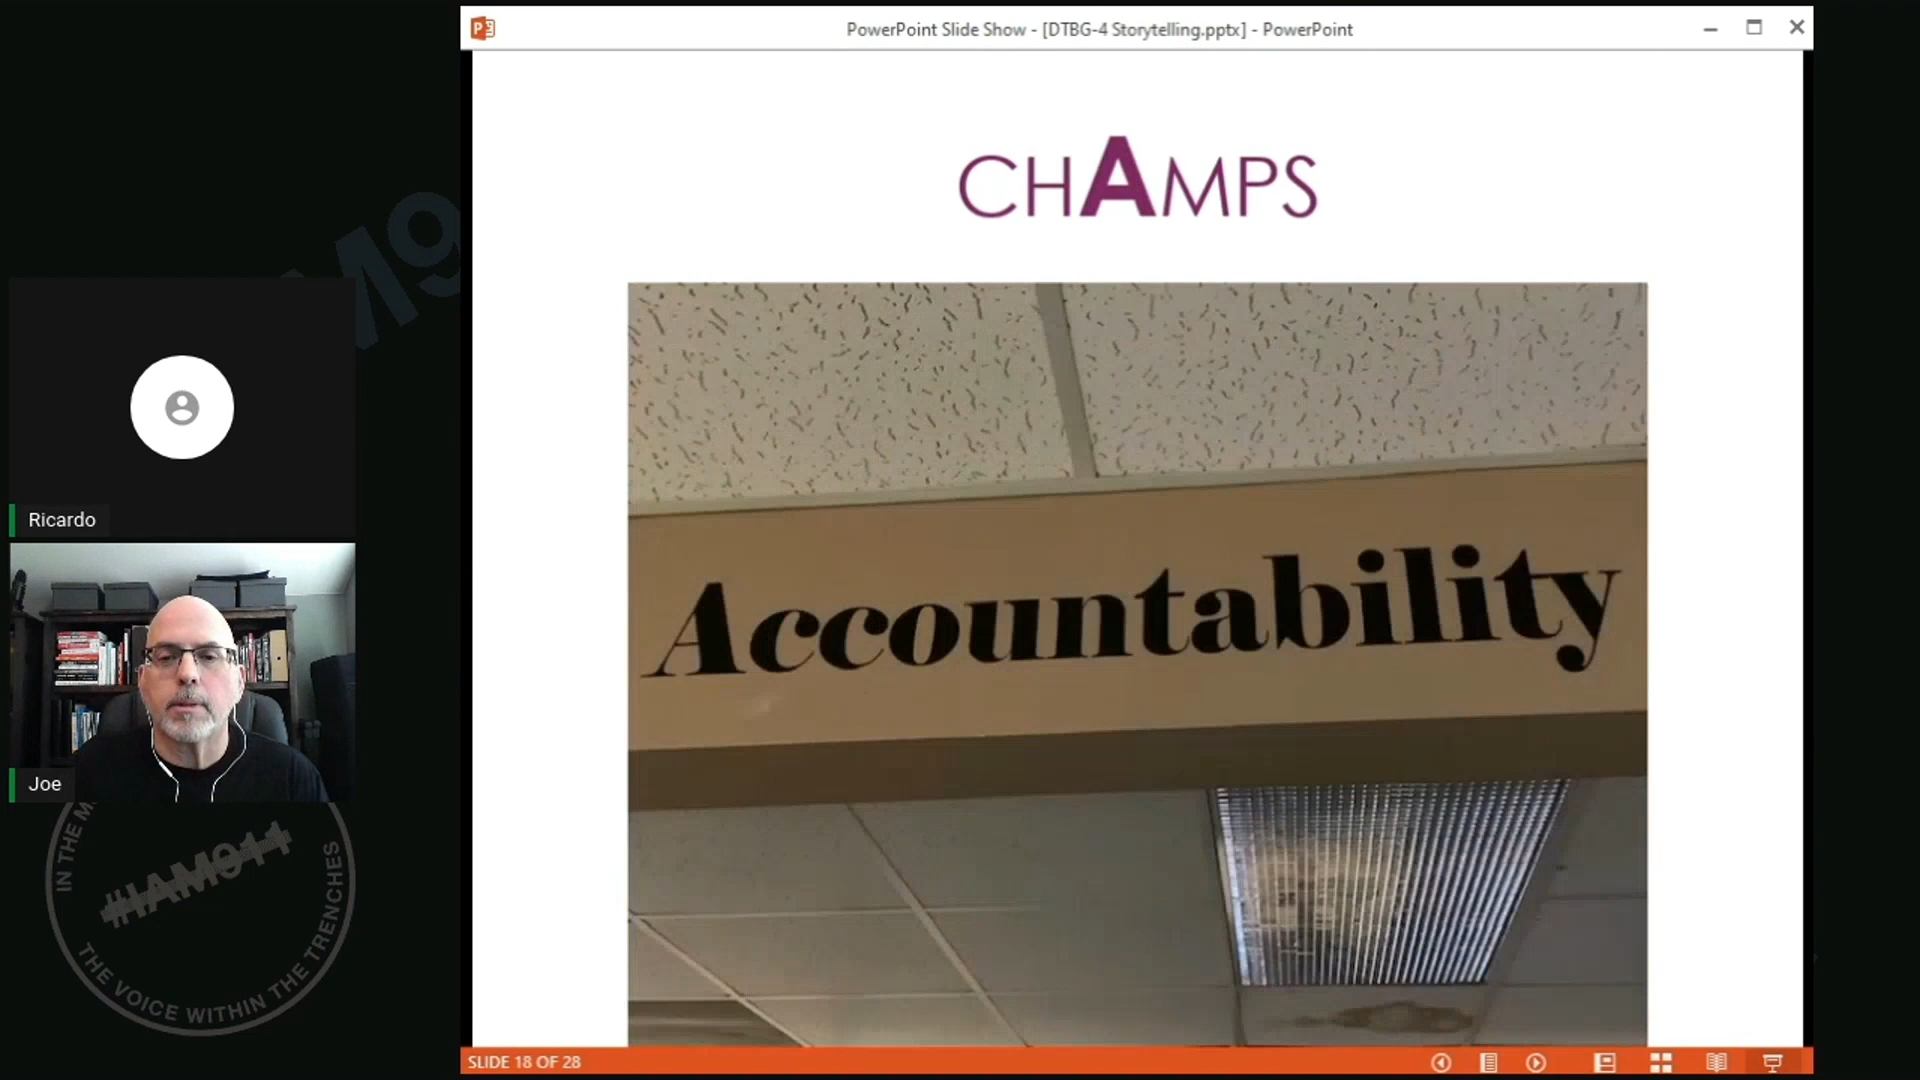 PowerPoint Slide Show - [DTBG-4 Storytelling.pptx] - PowerPoint
CHAMPS
M9
Accountability
Ricardo
Joe
IN THE M
#IAM911
THE VOICE WITHIN THE TRENCHES
SLIDE 18 OF 28